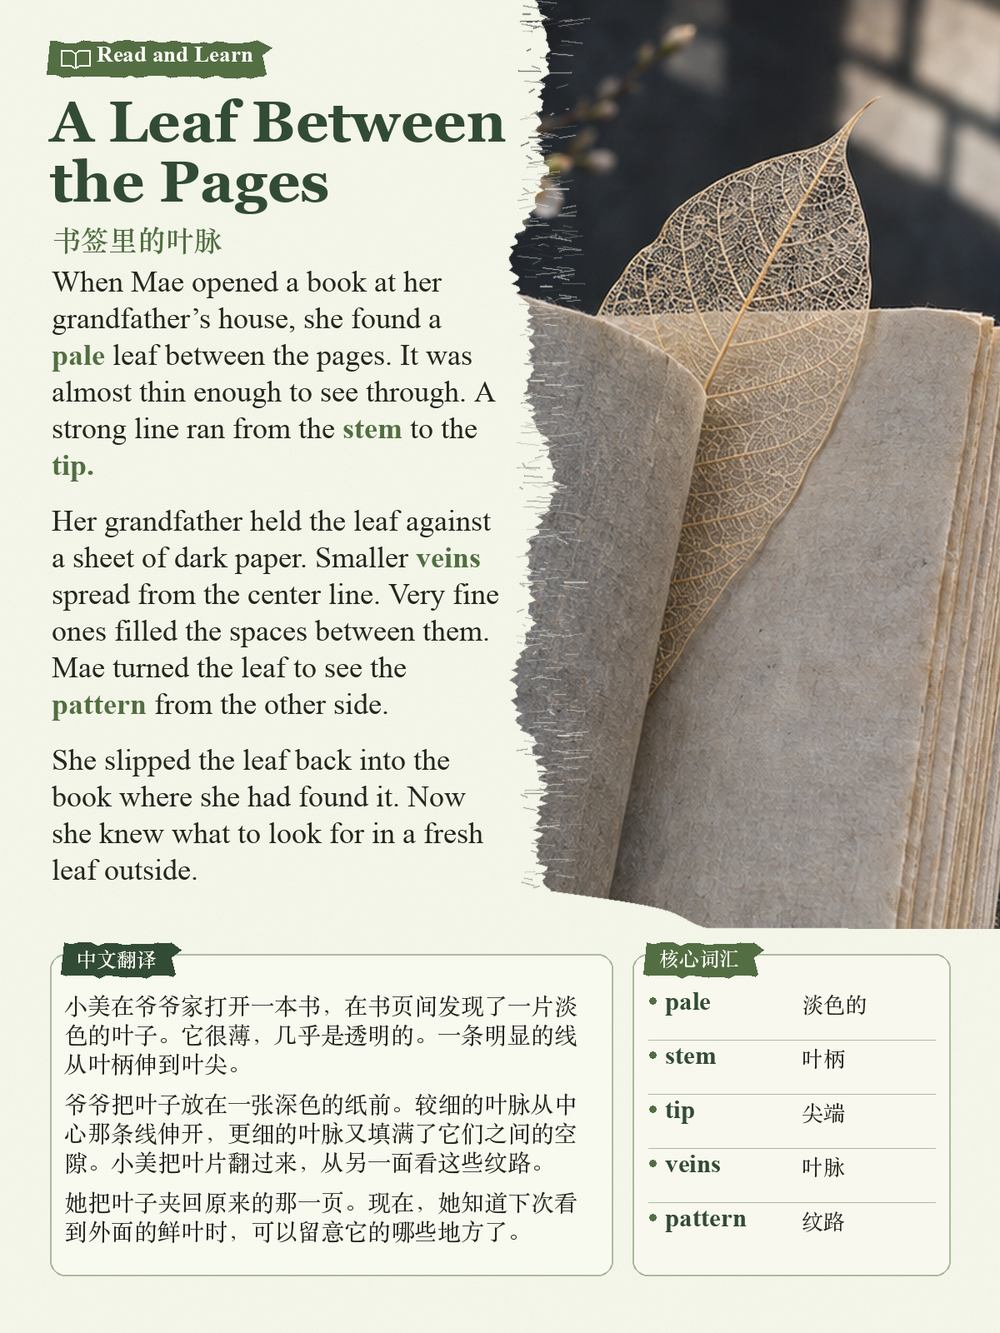 Read and Learn
A Leaf Between
the Pages
书签里的叶脉
When Mae opened a book at her
grandfather’s house, she found a
pale leaf between the pages. It was
almost thin enough to see through. A
strong line ran from the stem to the
tip.
Her grandfather held the leaf against
a sheet of dark paper. Smaller veins
spread from the center line. Very fine
ones filled the spaces between them.
Mae turned the leaf to see the
pattern from the other side.
She slipped the leaf back into the
book where she had found it. Now
she knew what to look for in a fresh
leaf outside.
中文翻译
小美在爷爷家打开一本书，在书页间发现了一片淡
色的叶子。它很薄，几乎是透明的。一条明显的线
从叶柄伸到叶尖。
爷爷把叶子放在一张深色的纸前。较细的叶脉从中
心那条线伸开，更细的叶脉又填满了它们之间的空
隙。小美把叶片翻过来，从另一面看这些纹路。
她把叶子夹回原来的那一页。现在，她知道下次看
到外面的鲜叶时，可以留意它的哪些地方了。
核心词汇
• pale 淡色的
• stem 叶柄
• tip 尖端
• veins 叶脉
• pattern 纹路